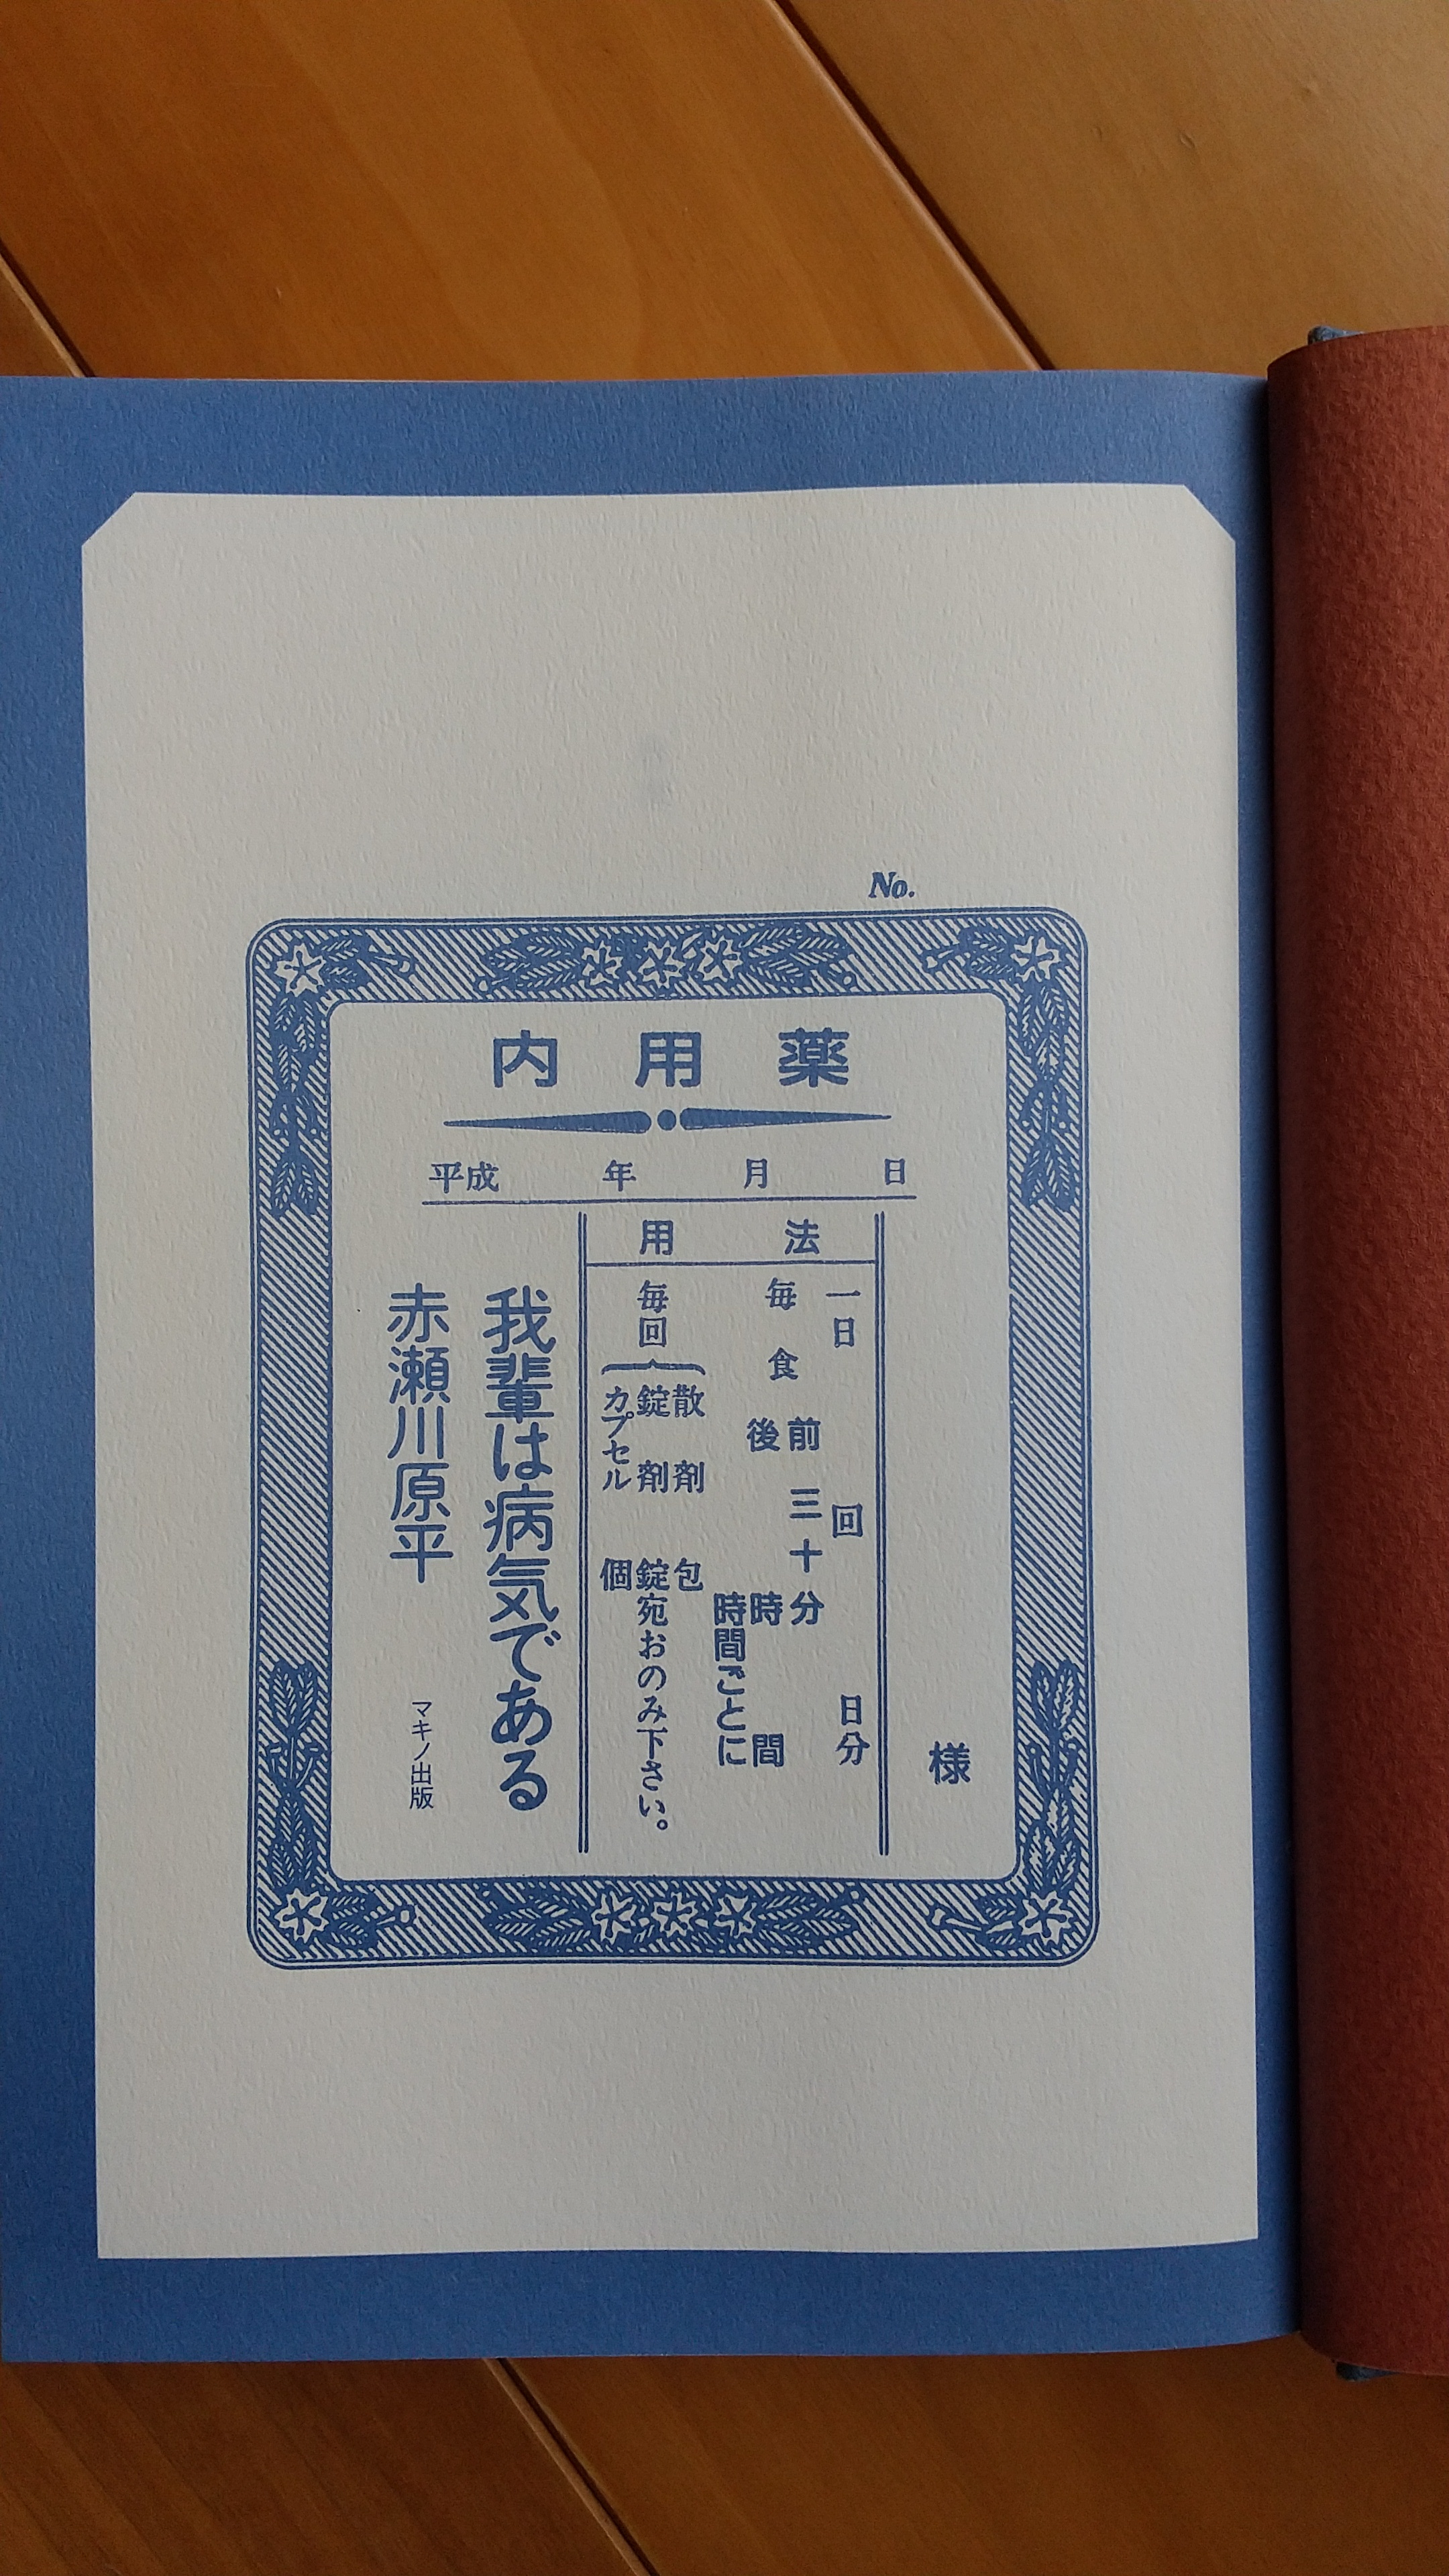 No.
内用薬
平成　年　月　日
様
用法
一日　回　日分
毎食　前　三十分
後　時間
時間ごとに
毎回
散剤　包
錠剤　錠宛おのみ下さい。
カプセル　個
我輩は病気である
赤瀬川原平
マキノ出版